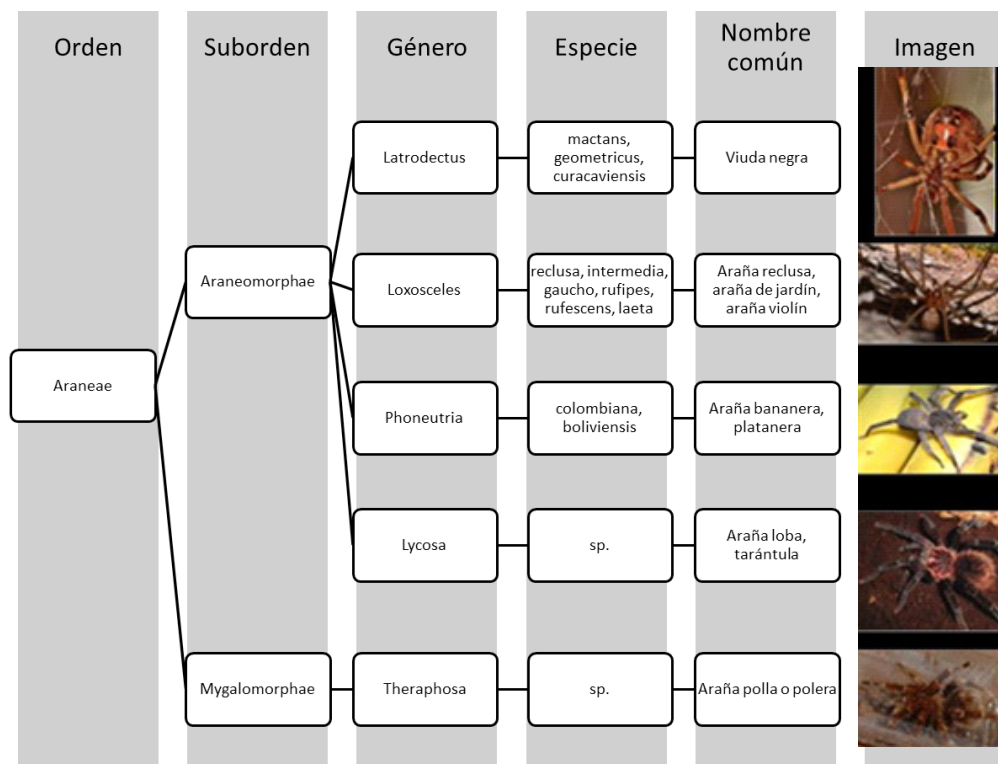 Orden
Suborden
Género
Especie
Nombre
común
Imagen
Araneae
Araneomorphae
Latrodectus
mactans,
geometricus,
curacaviensis
Viuda negra
Loxosceles
reclusa, intermedia,
gaucho, rufipes,
rufescens, laeta
Araña reclusa,
araña de jardín,
araña violín
Phoneutria
colombiana,
boliviensis
Araña bananera,
platanera
Lycosa
sp.
Araña loba,
tarántula
Mygalomorphae
Theraphosa
sp.
Araña polla o polera